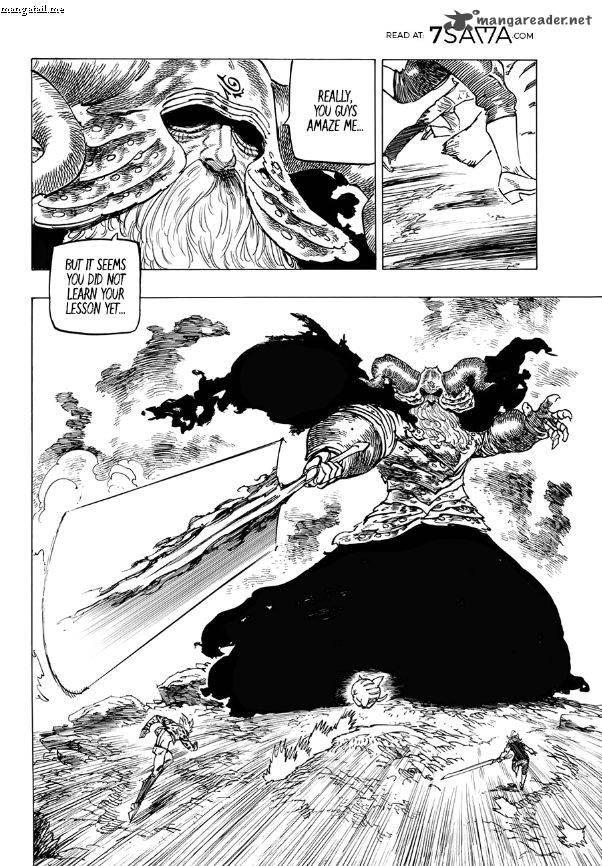 mangatail.me
mangareader.net
READ AT: 7SAMA.COM
REALLY,
YOU GUYS
AMAZE ME...
BUT IT SEEMS
YOU DID NOT
LEARN YOUR
LESSON YET...